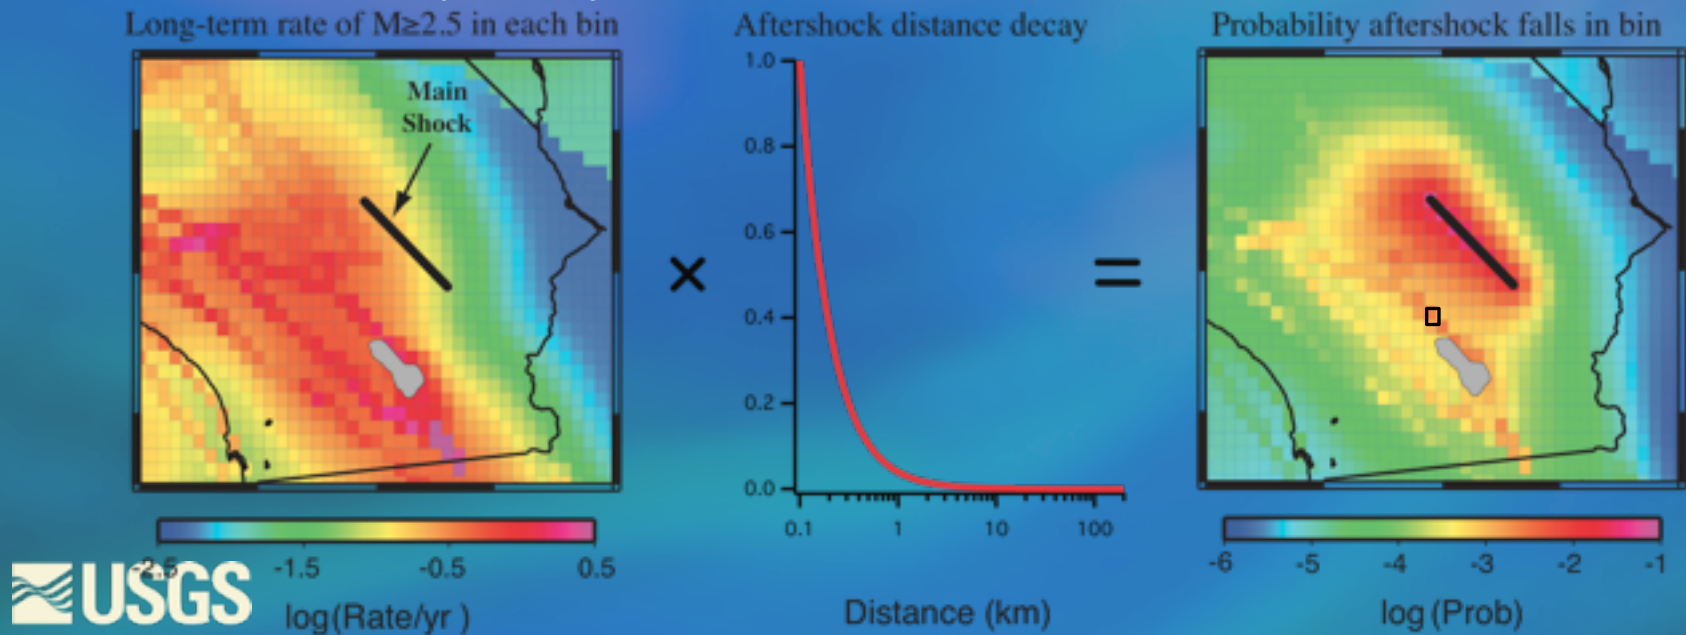 Long-term rate of M≥2.5 in each bin
Main
Shock
-2.5 -1.5 -0.5 0.5
log(Rate/yr )
USGS
×
Aftershock distance decay
1.0
0.8
0.6
0.4
0.2
0.0
0.1 1 10 100
Distance (km)
=
Probability aftershock falls in bin
-6 -5 -4 -3 -2 -1
log (Prob)